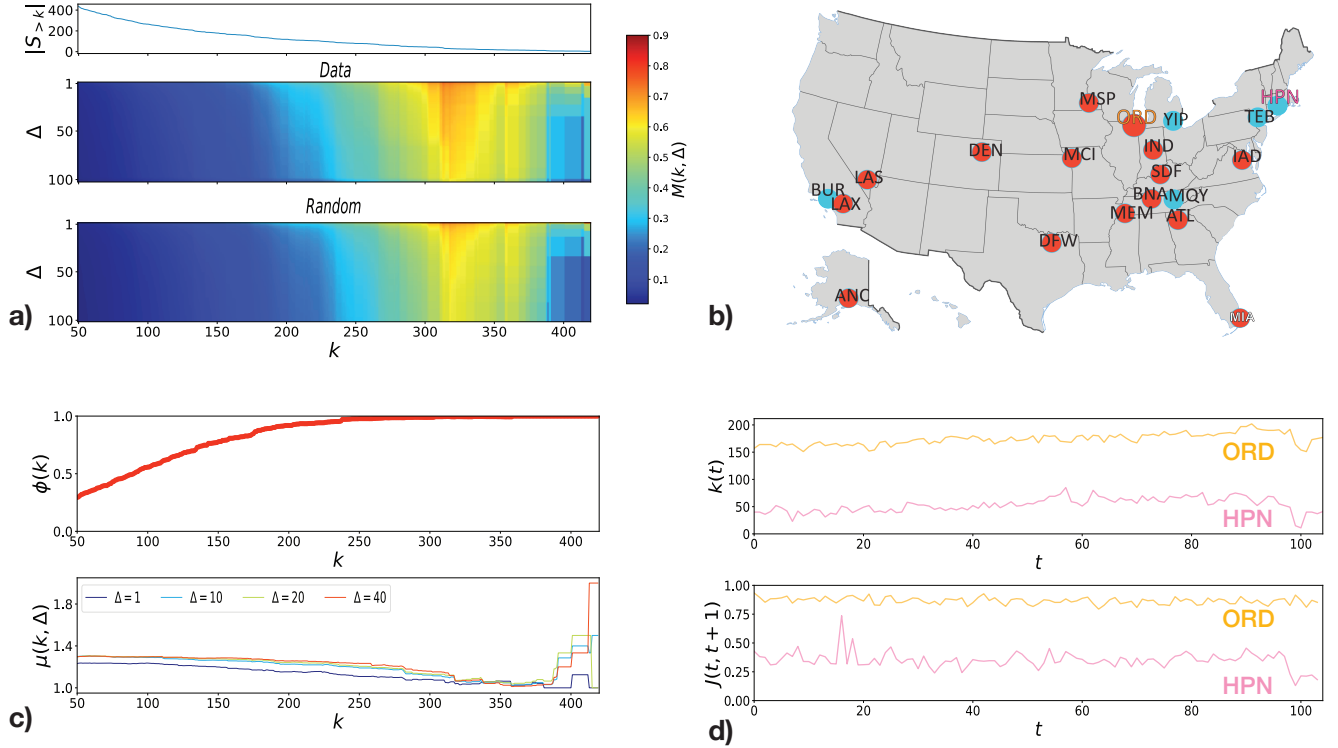 |S>k|
400
200
0
Data
1
50
100
Δ
Random
1
50
100
Δ
50 100 150 200 250 300 350 400
k
0.9
0.8
0.7
0.6
0.5
0.4
0.3
0.2
0.1
M(k, Δ)
a)
MSP
ORD
YIP
HPN
TEB
DEN
MCI
IND
IAD
SDF
LAS
BUR
LAX
BNA
MQY
MEM
ATL
DFW
ANC
MIA
b)
1.0
0.5
0.0
ϕ(k)
50 100 150 200 250 300 350 400
k
Δ = 1 Δ = 10 Δ = 20 Δ = 40
1.8
1.4
1.0
μ(k, Δ)
50 100 150 200 250 300 350 400
k
c)
200
150
100
50
0
k(t)
ORD
HPN
0 20 40 60 80 100
t
1.00
0.75
0.50
0.25
0.00
J(t, t + 1)
ORD
HPN
0 20 40 60 80 100
t
d)